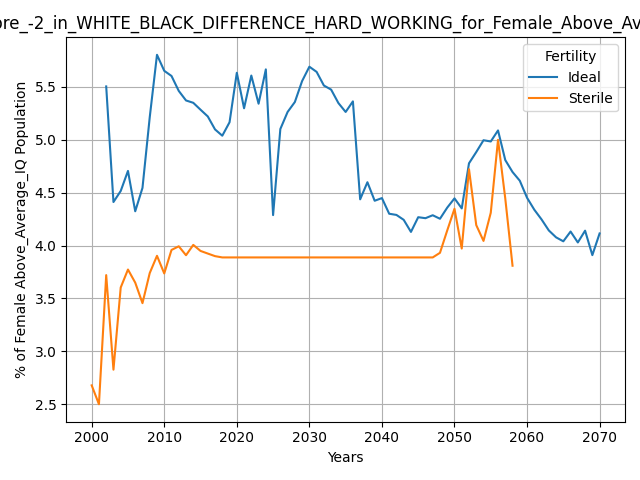 ore_-2_in_WHITE_BLACK_DIFFERENCE_HARD_WORKING_for_Female_Above_Av
Fertility
Ideal
Sterile
% of Female Above_Average_IQ Population
5.5
5.0
4.5
4.0
3.5
3.0
2.5
2000 2010 2020 2030 2040 2050 2060 2070
Years